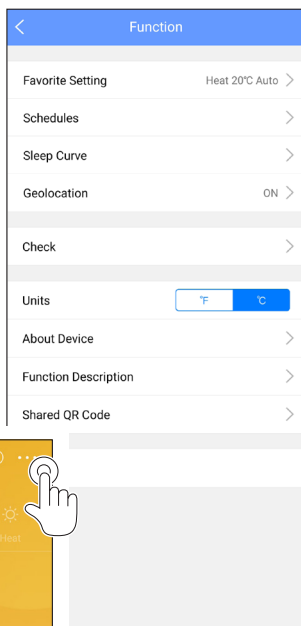 Function
Favorite Setting Heat 20℃ Auto
Schedules
Sleep Curve
Geolocation ON
Check
Units ℉ ℃
About Device
Function Description
Shared QR Code
Heet